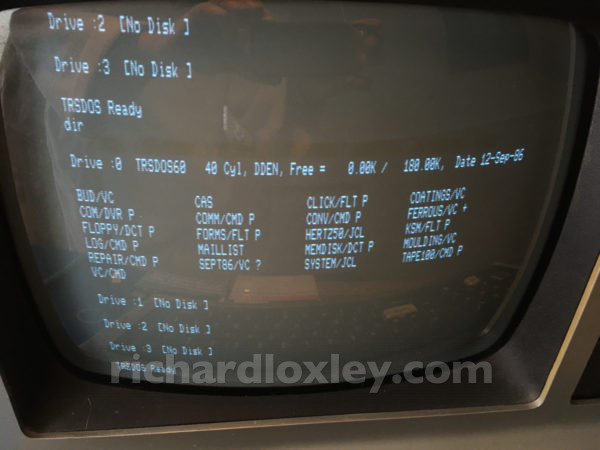 Drive :2 [No Disk ]
Drive :3 [No Disk ]
TRSDOS Ready
dir
Drive :0 TRSDOS60 40 Cyl, DDEN, Free = 0.00K / 180.00K, Date 12-Sep-86
BUD/VC CAS CLICK/FLT P COATINGS/VC
COM/DVR P COMM/CMD P CONV/CMD P FERROUS/VC +
FLOPPY/DCT P FORMS/FLT P HERTZ50/JCL KSM/FLT P
LOG/CMD P MAILLIST MEMDISK/DCT P MOULDING/VC
REPAIR/CMD P SEPT86/VC ? SYSTEM/JCL TAPE100/CMD P
VC/CMD
Drive :1 [No Disk ]
Drive :2 [No Disk ]
Drive :3 [No Disk ]
TRSDOS Ready
richardloxley.com